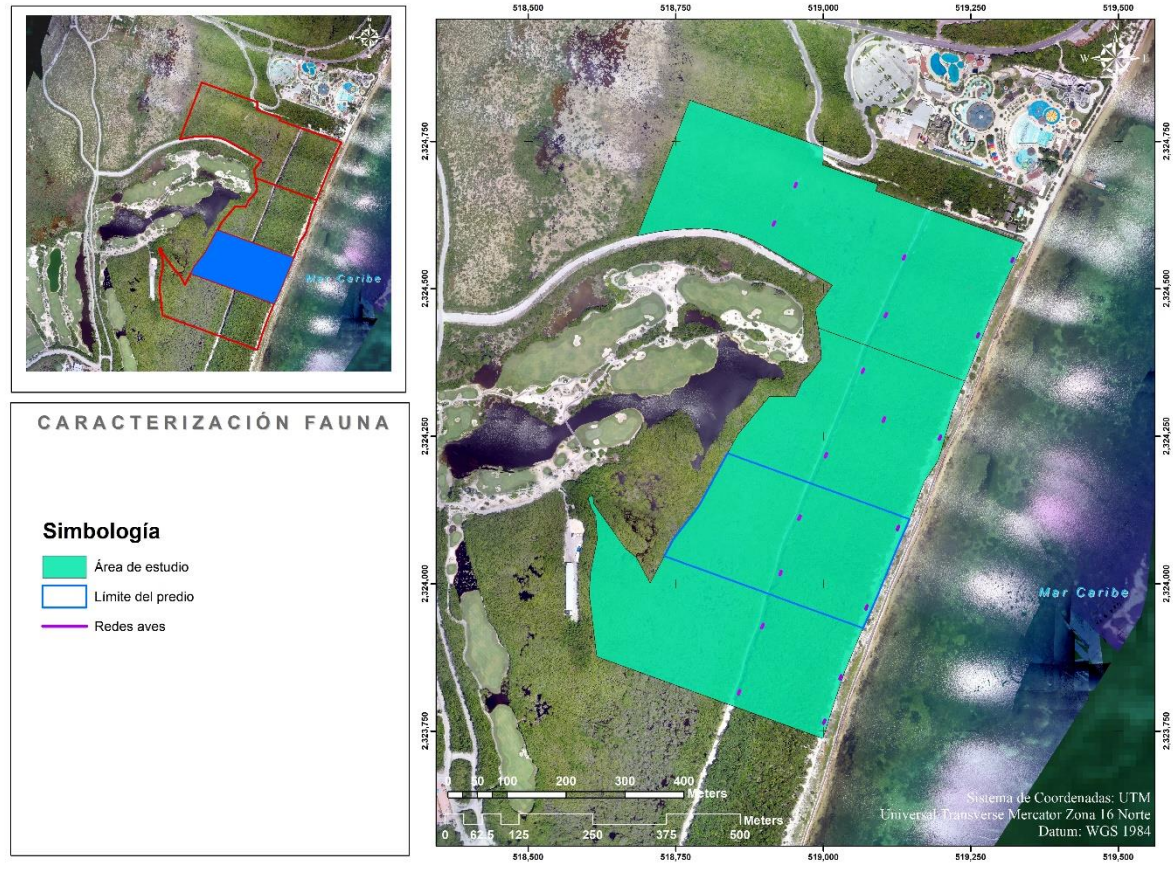 Mar Caribe
CARACTERIZACIÓN FAUNA
Simbología
Área de estudio
Límite del predio
Redes aves
518,500 518,750 519,000 519,250 519,500
W E
2,324,750 2,324,750
2,324,500 2,324,500
2,324,250 2,324,250
2,324,000 2,324,000
Mar Caribe
2,323,750 2,323,750
0 50 100 200 300 400
Meters
Meters
0 62.5 125 250 375 500
Sistema de Coordenadas: UTM
Universal Transverse Mercator Zona 16 Norte
Datum: WGS 1984
518,500 518,750 519,000 519,250 519,500